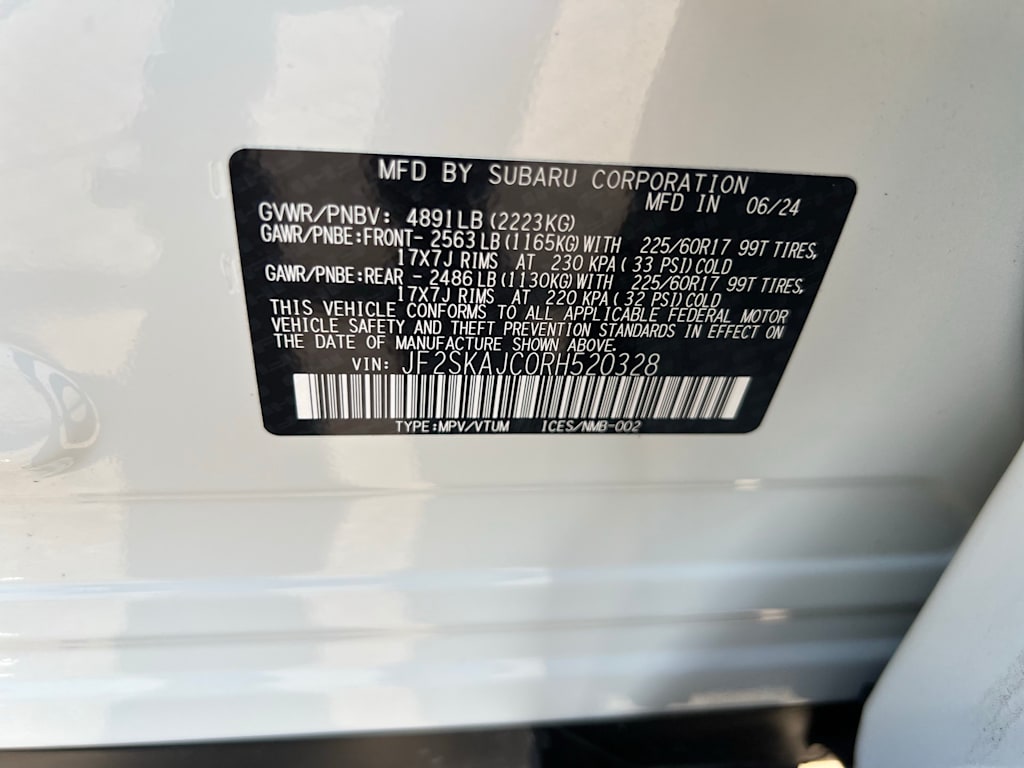 MFD BY SUBARU CORPORATION
MFD IN 06/24
GVWR/PNBV: 4891LB (2223KG)
GAWR/PNBE:FRONT- 2563 LB (1165KG) WITH 225/60R17 99T TIRES,
17X7J RIMS AT 230 KPA ( 33 PSI) COLD
GAWR/PNBE:REAR - 2486 LB (1130KG) WITH 225/60R17 99T TIRES,
17X7J RIMS AT 220 KPA ( 32 PSI) COLD
THIS VEHICLE CONFORMS TO ALL APPLICABLE FEDERAL MOTOR
VEHICLE SAFETY AND THEFT PREVENTION STANDARDS IN EFFECT ON
THE DATE OF MANUFACTURE SHOWN ABOVE.
VIN: JF2SKAJC0RH520328
TYPE:MPV/VTUM ICES/NMB-002